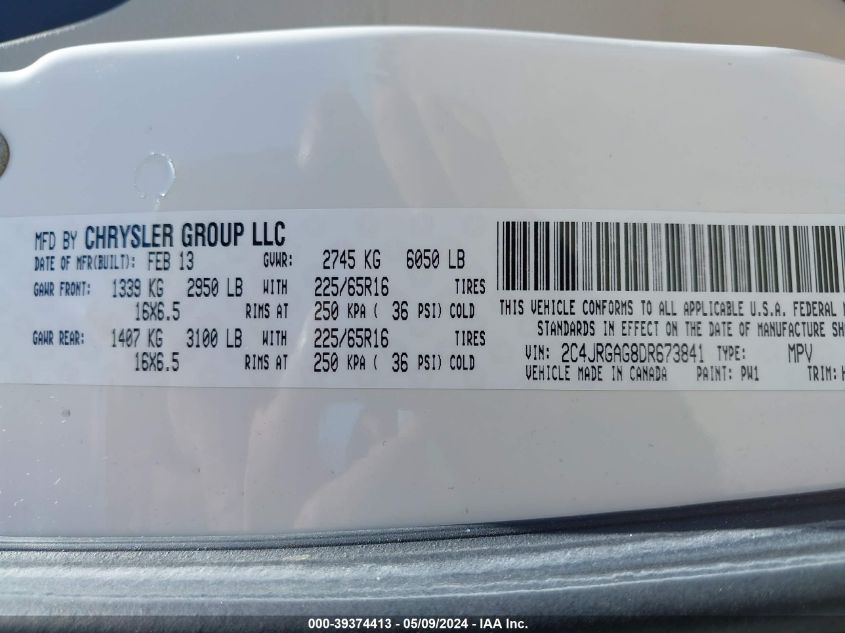 MFD BY CHRYSLER GROUP LLC
DATE OF MFR(BUILT): FEB 13 GVWR: 2745 KG 6050 LB
GAWR FRONT: 1339 KG 2950 LB WITH 225/65R16 TIRES
16X6.5 RIMS AT 250 KPA ( 36 PSI) COLD
GAWR REAR: 1407 KG 3100 LB WITH 225/65R16 TIRES
16X6.5 RIMS AT 250 KPA ( 36 PSI) COLD
THIS VEHICLE CONFORMS TO ALL APPLICABLE U.S.A. FEDERAL
STANDARDS IN EFFECT ON THE DATE OF MANUFACTURE
VIN: 2C4JRGAG8DR673841 TYPE: MPV
VEHICLE MADE IN CANADA PAINT: PW1 TRIM:
000-39374413 - 05/09/2024 - IAA Inc.